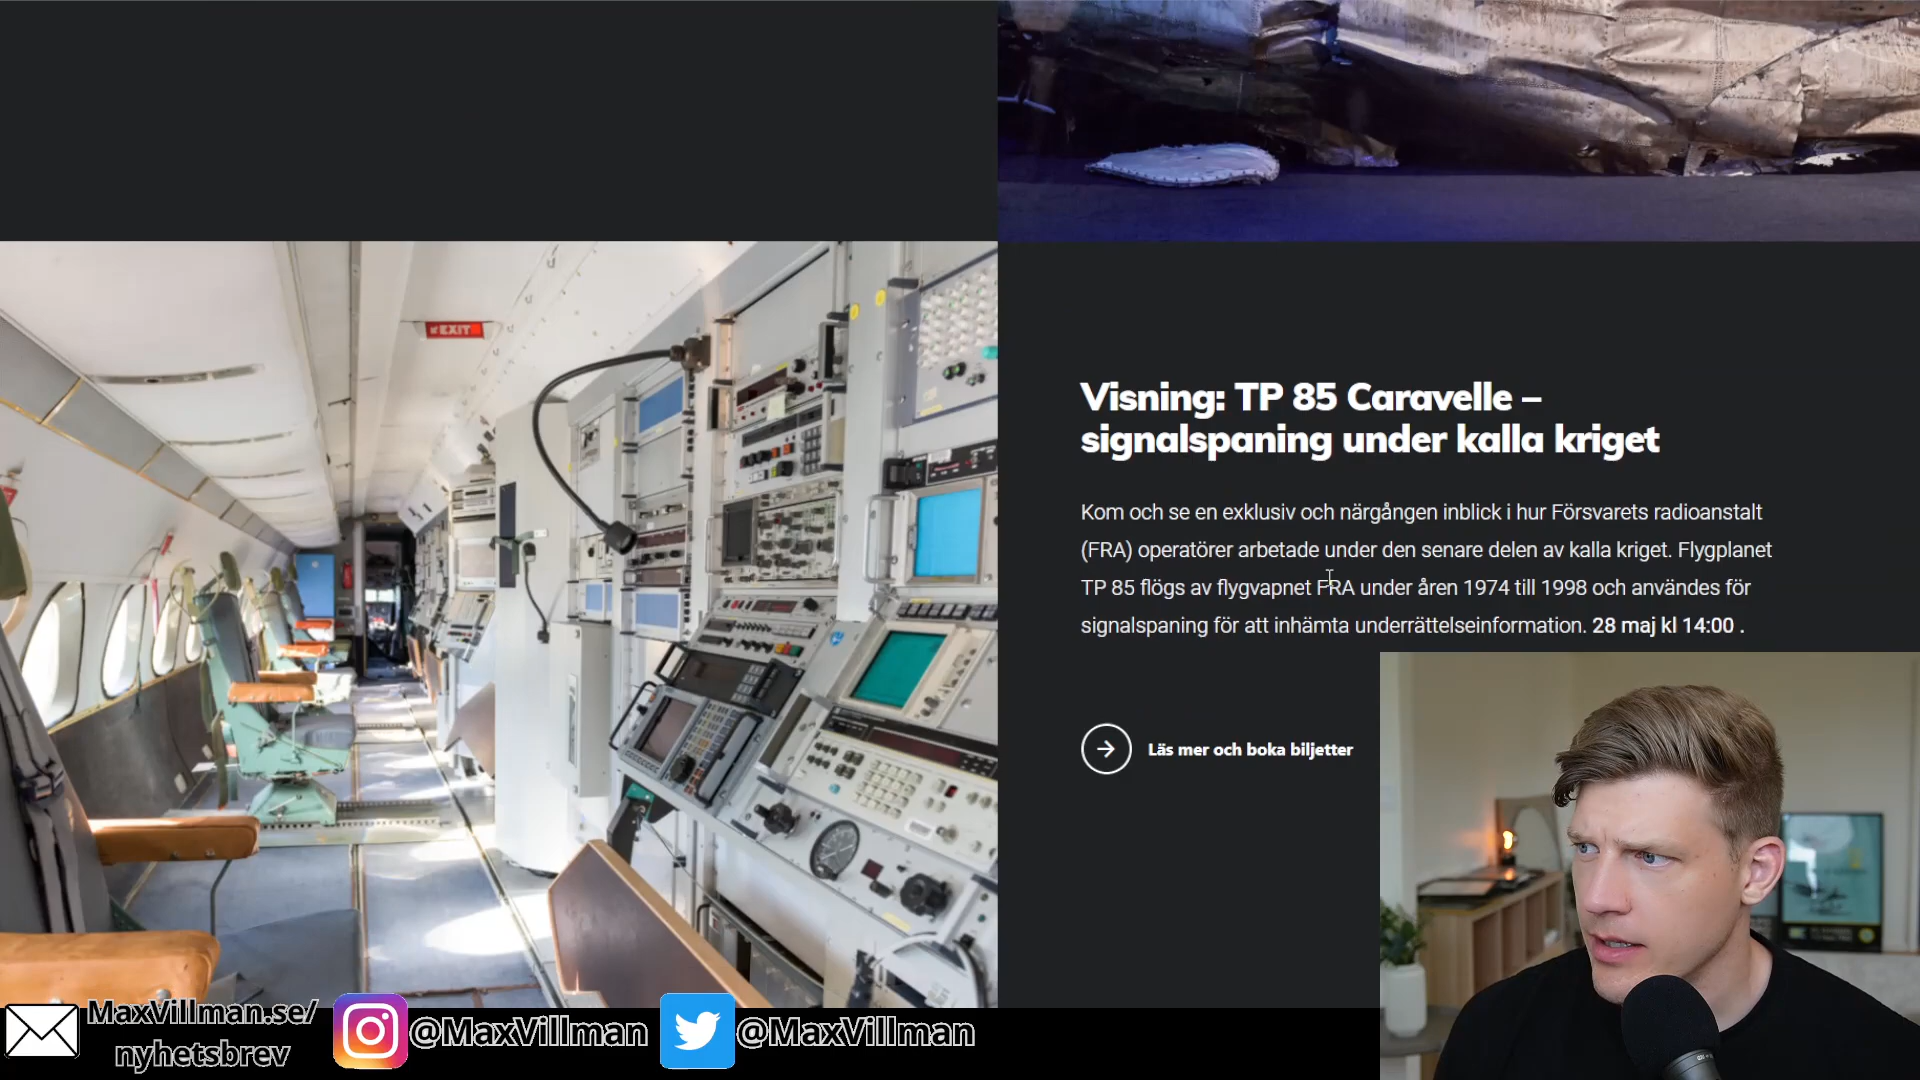 EXIT
Visning: TP 85 Caravelle –
signalspaning under kalla kriget
Kom och se en exklusiv och närgången inblick i hur Försvarets radioanstalt
(FRA) operatörer arbetade under den senare delen av kalla kriget. Flygplanet
TP 85 flögs av flygvapnet FRA under åren 1974 till 1998 och användes för
signalspaning för att inhämta underrättelseinformation. 28 maj kl 14:00 .
Läs mer och boka biljetter
MaxVillman.se/
nyhetsbrev
@MaxVillman
@MaxVillman